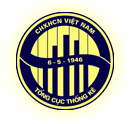 CHXHCN VIỆT NAM
6 - 5 - 1946
TỔNG CỤC THỐNG KÊ